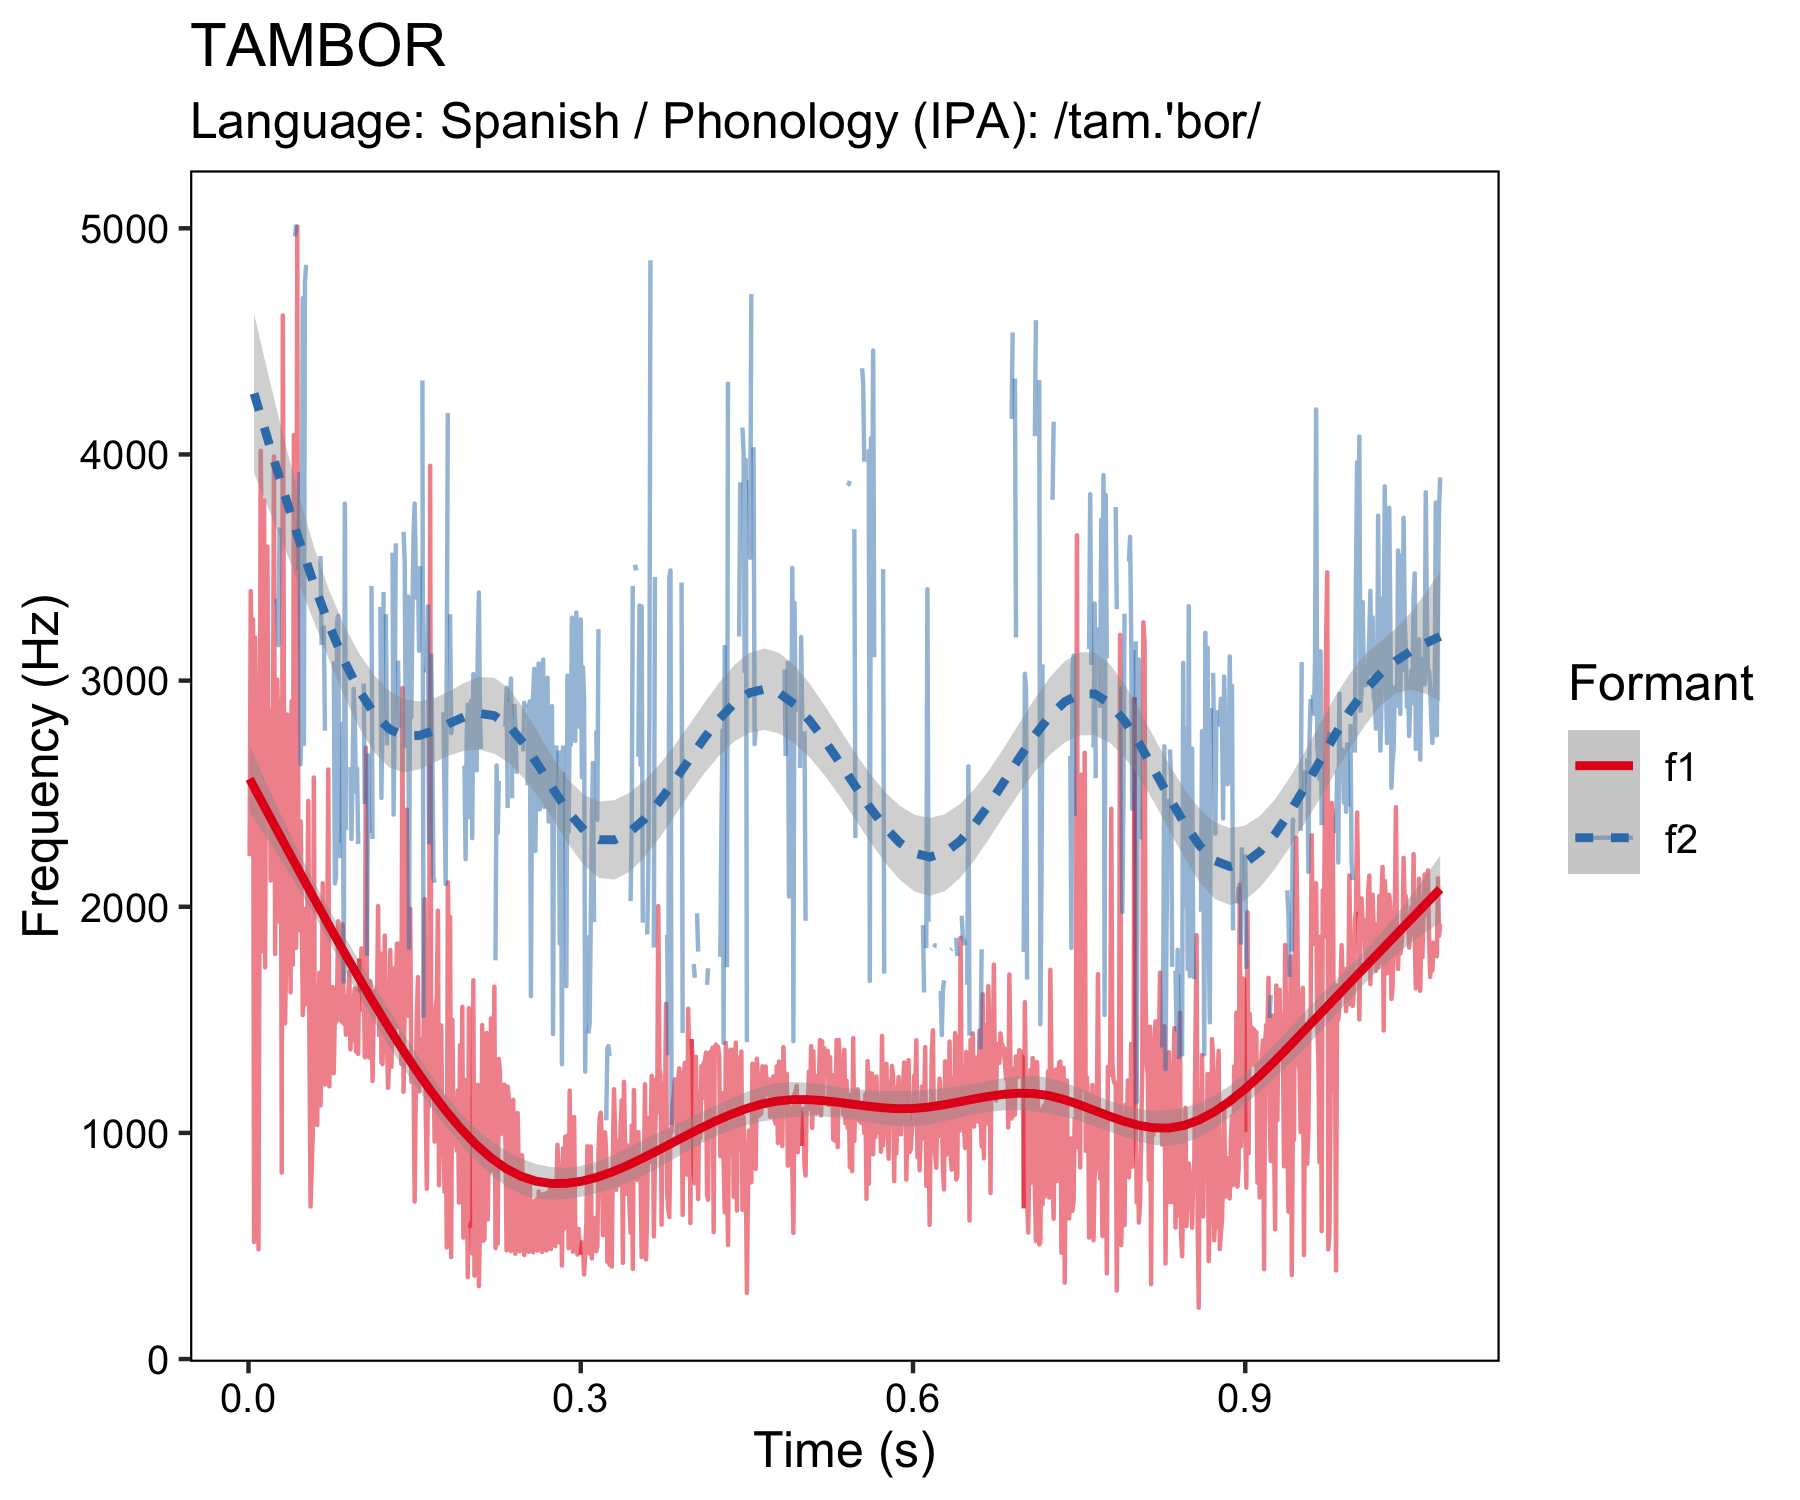 TAMBOR
Language: Spanish / Phonology (IPA): /tam.'bor/
Frequency (Hz)
5000
4000
3000
2000
1000
0
0.0 0.3 0.6 0.9
Time (s)
Formant
f1
f2